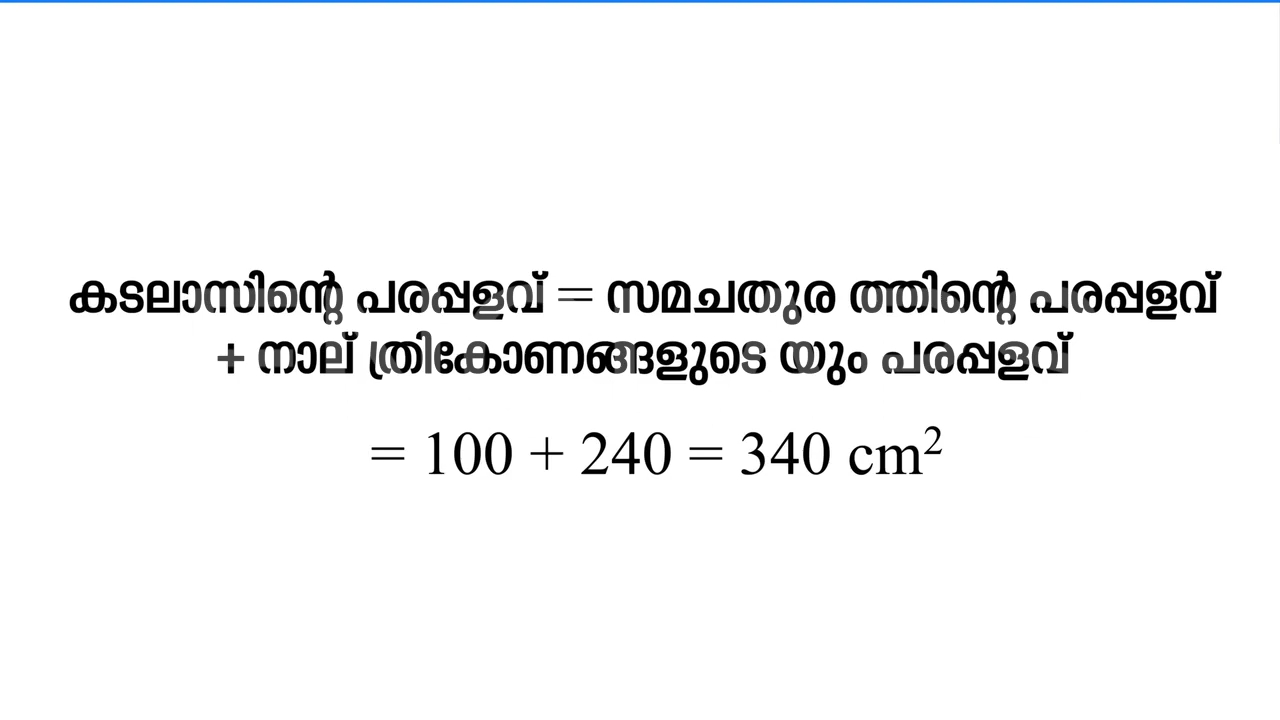 കടലാസിന്റെ പരപ്പളവ് = സമചതുര ത്തിന്റെ പരപ്പളവ്
+ നാല് ത്രികോണങ്ങളുടെ യും പരപ്പളവ്
= 100 + 240 = 340 cm²